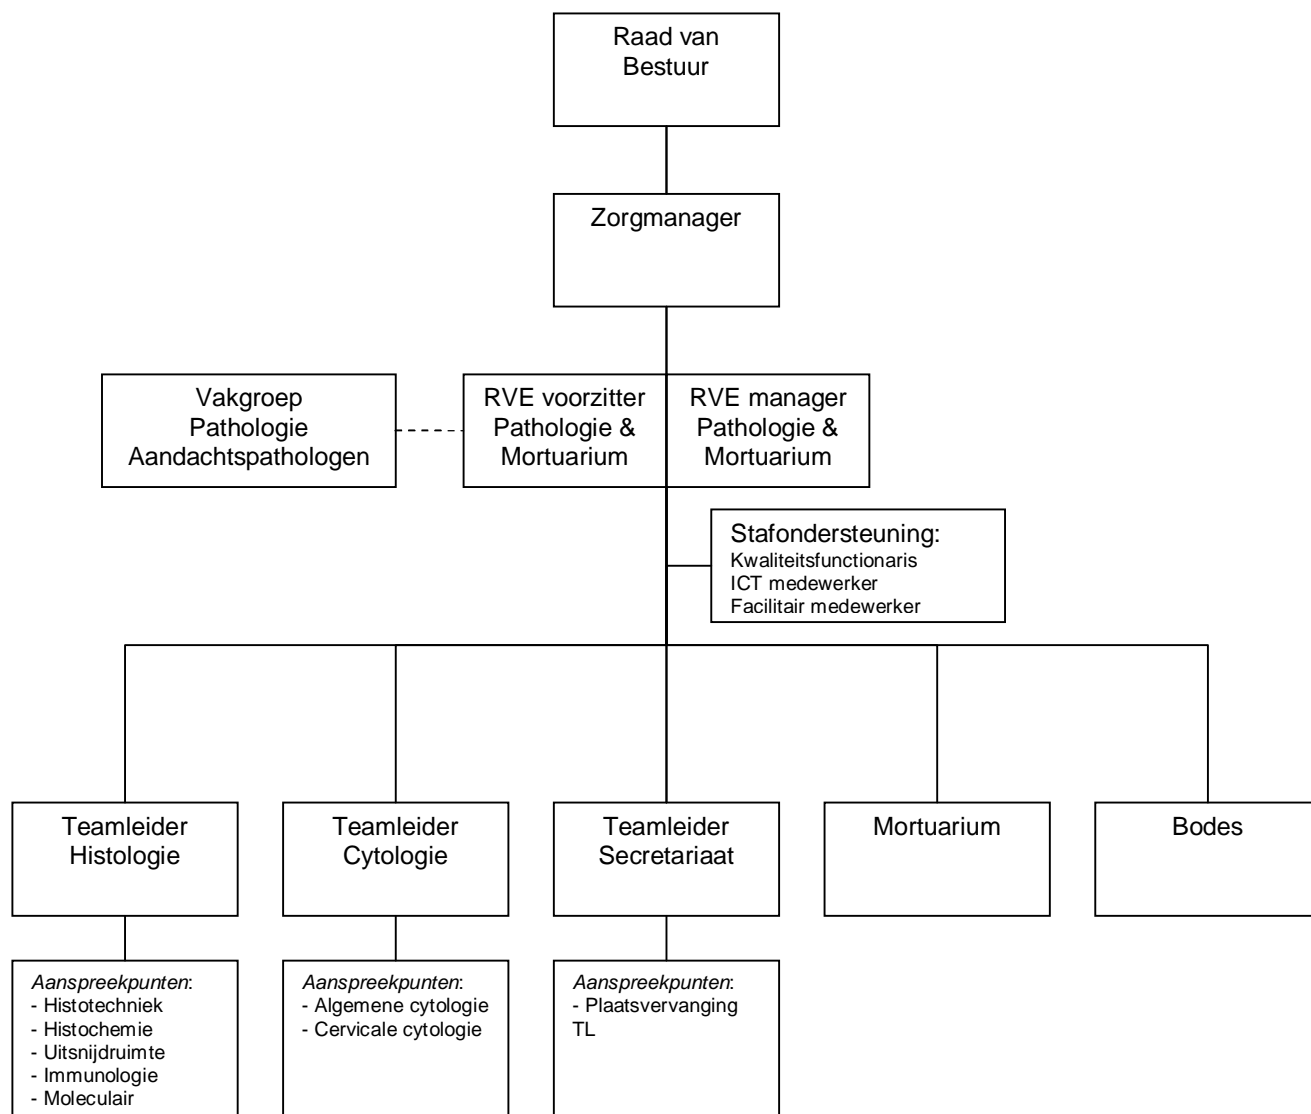 Raad van
Bestuur
Zorgmanager
Vakgroep
Pathologie
Aandachtspathologen
RVE voorzitter
Pathologie &
Mortuarium
RVE manager
Pathologie &
Mortuarium
Stafondersteuning:
Kwaliteitsfunctionaris
ICT medewerker
Facilitair medewerker
Teamleider
Histologie
Teamleider
Cytologie
Teamleider
Secretariaat
Mortuarium
Bodes
Aanspreekpunten:
- Histotechniek
- Histochemie
- Uitsnijdruimte
- Immunologie
- Moleculair
Aanspreekpunten:
- Algemene cytologie
- Cervicale cytologie
Aanspreekpunten:
- Plaatsvervanging
TL